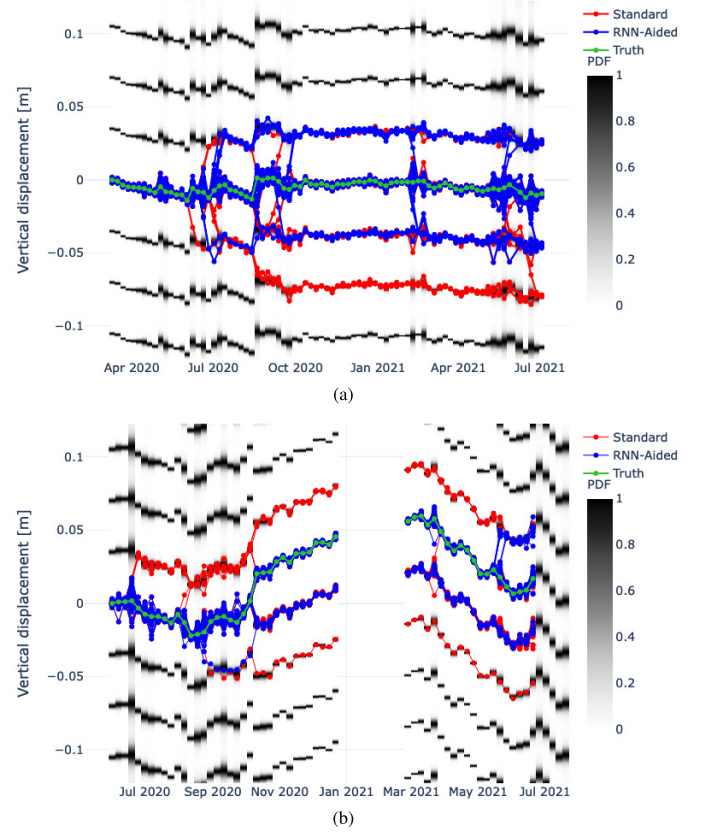 Standard
RNN-Aided
Truth
PDF
Vertical displacement [m]
0.1
0.05
0
−0.05
−0.1
1
0.8
0.6
0.4
0.2
0
Apr 2020 Jul 2020 Oct 2020 Jan 2021 Apr 2021 Jul 2021
(a)
Standard
RNN-Aided
Truth
PDF
Vertical displacement [m]
0.1
0.05
0
−0.05
−0.1
1
0.8
0.6
0.4
0.2
0
Jul 2020 Sep 2020 Nov 2020 Jan 2021 Mar 2021 May 2021 Jul 2021
(b)